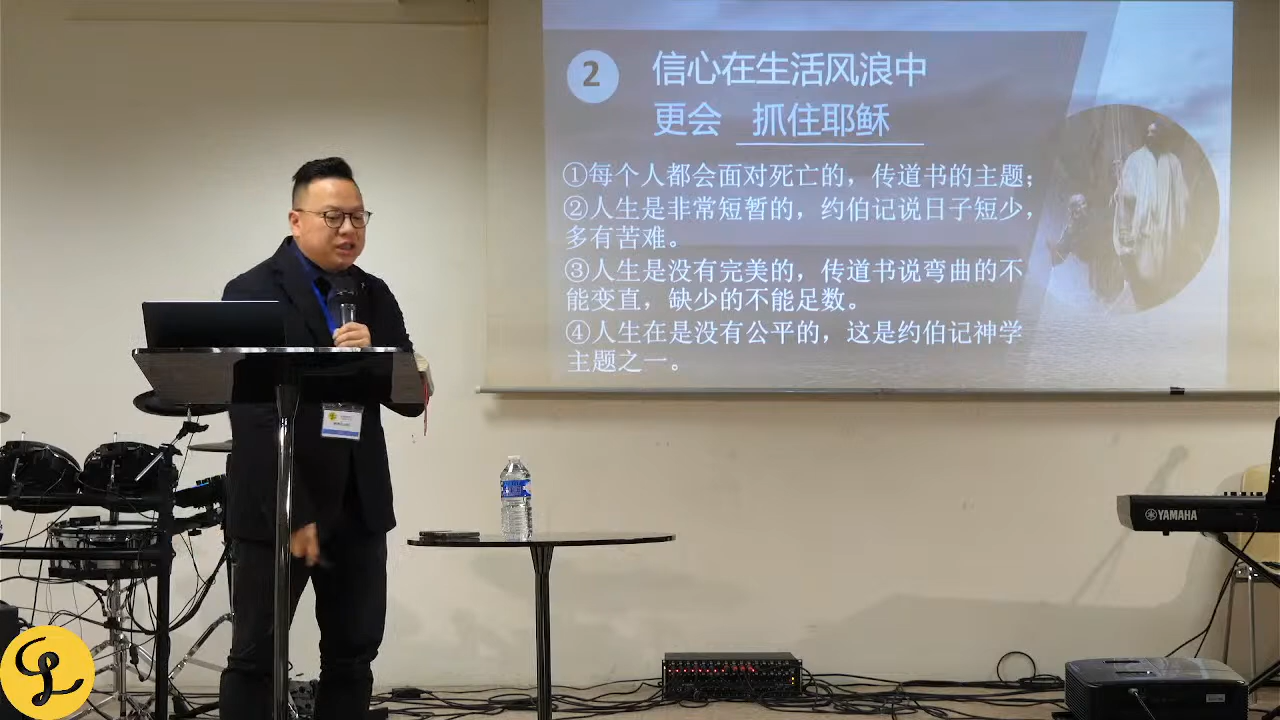 2
信心在生活风浪中
更会 抓住耶稣
①每个人都会面对死亡的，传道书的主题；
②人生是非常短暂的，约伯记说日子短少，
多有苦难。
③人生是没有完美的，传道书说弯曲的不
能变直，缺少的不能足数。
④人生在是没有公平的，这是约伯记神学
主题之一。
YAMAHA